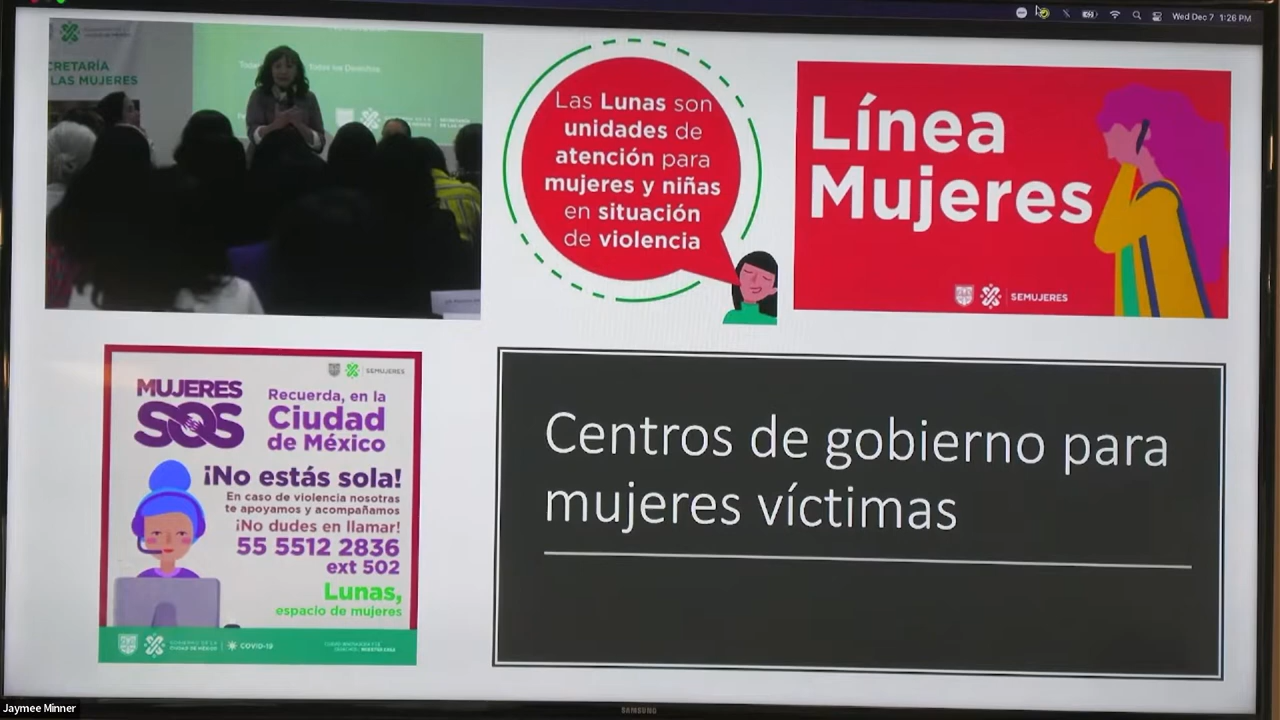 Wed Dec 7 1:26 PM
CRETARÍA
LAS MUJERES
Todos los Derechos
Las Lunas son
unidades de
atención para
mujeres y niñas
en situación
de violencia
Línea
Mujeres
SEMUJERES
SEMUJERES
MUJERES
SOS
Recuerda, en la
Ciudad
de México
¡No estás sola!
En caso de violencia nosotras
te apoyamos y acompañamos
¡No dudes en llamar!
55 5512 2836
ext 502
Lunas,
espacio de mujeres
GOBIERNO DE LA
CIUDAD DE MÉXICO
COVID-19
Centros de gobierno para
mujeres víctimas
Jaymee Minner
SAMSUNG